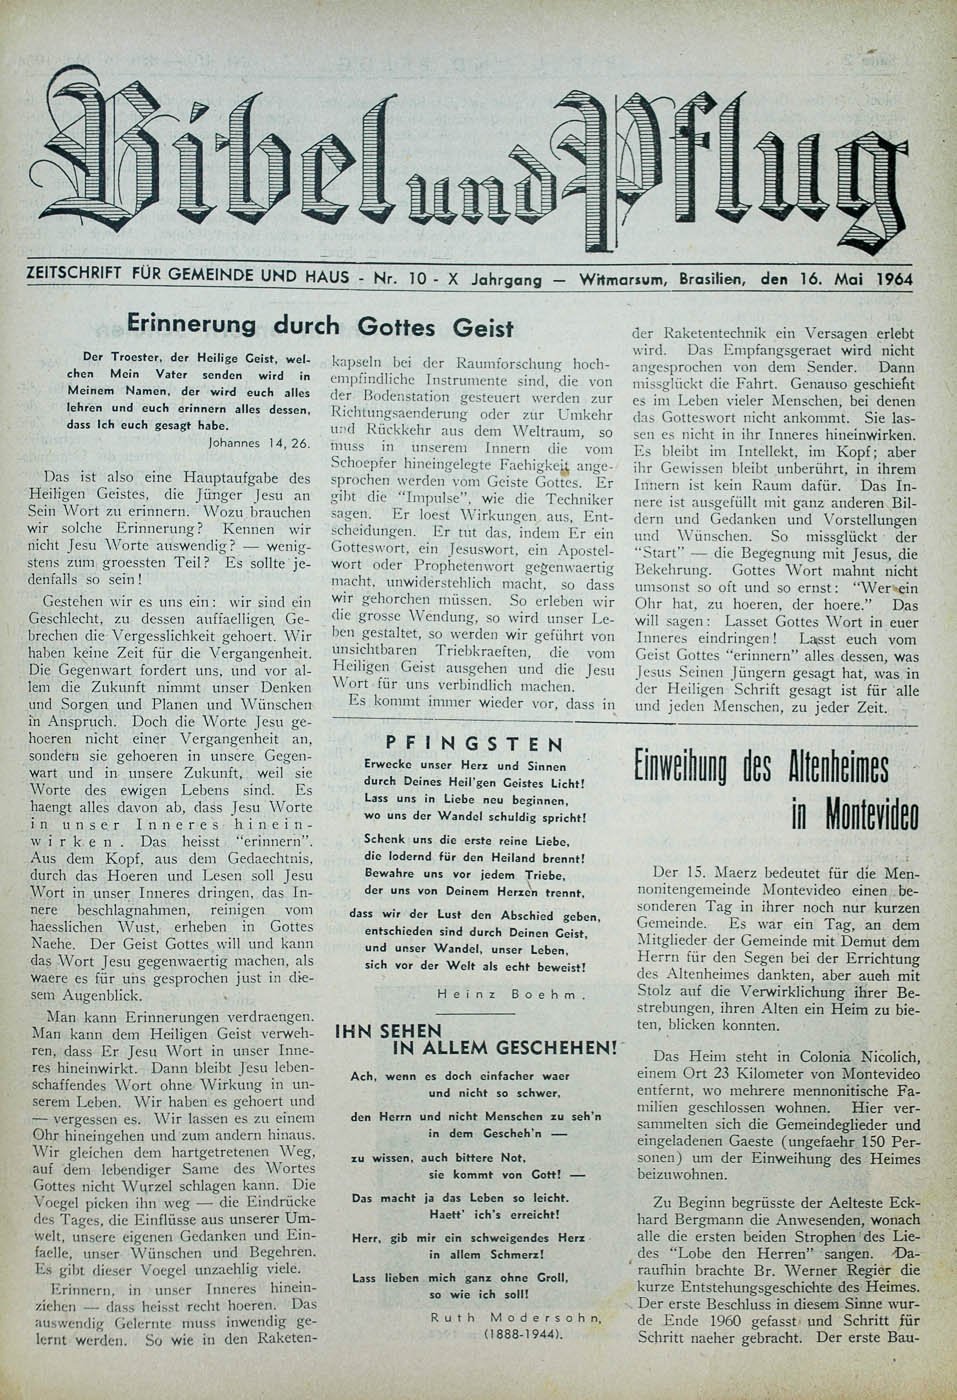 Bibel und Pflug
ZEITSCHRIFT FÜR GEMEINDE UND HAUS - Nr. 10 - X Jahrgang — Witmarsum, Brasilien, den 16. Mai 1964
Erinnerung durch Gottes Geist
Der Troester, der Heilige Geist, wel-
chen Mein Vater senden wird in
Meinem Namen, der wird euch alles
lehren und euch erinnern alles dessen,
dass Ich euch gesagt habe.
Johannes 14, 26.
Das ist also eine Hauptaufgabe des
Heiligen Geistes, die Jünger Jesu an
Sein Wort zu erinnern. Wozu brauchen
wir solche Erinnerung? Kennen wir
nicht Jesu Worte auswendig? — wenig-
stens zum groessten Teil? Es sollte je-
denfalls so sein!
Gestehen wir es uns ein: wir sind ein
Geschlecht, zu dessen auffaelligen Ge-
brechen die Vergesslichkeit gehoert. Wir
haben keine Zeit für die Vergangenheit.
Die Gegenwart fordert uns, und vor al-
lem die Zukunft nimmt unser Denken
und Sorgen und Planen und Wünschen
in Anspruch. Doch die Worte Jesu ge-
hoeren nicht einer Vergangenheit an,
sondern sie gehoeren in unsere Gegen-
wart und in unsere Zukunft, weil sie
Worte des ewigen Lebens sind. Es
haengt alles davon ab, dass Jesu Worte
in unser Inneres hinein-
wirken. Das heisst "erinnern".
Aus dem Kopf, aus dem Gedaechtnis,
durch das Hoeren und Lesen soll Jesu
Wort in unser Inneres dringen, das In-
nere beschlagnahmen, reinigen vom
haesslichen Wust, erheben in Gottes
Naehe. Der Geist Gottes will und kann
das Wort Jesu gegenwaertig machen, als
waere es für uns gesprochen just in die-
sem Augenblick.
Man kann Erinnerungen verdraengen.
Man kann dem Heiligen Geist verweh-
ren, dass Er Jesu Wort in unser Inne-
res hineinwirkt. Dann bleibt Jesu leben-
schaffendes Wort ohne Wirkung in un-
serem Leben. Wir haben es gehoert und
— vergessen es. Wir lassen es zu einem
Ohr hineingehen und zum andern hinaus.
Wir gleichen dem hartgetretenen Weg,
auf dem lebendiger Same des Wortes
Gottes nicht Wurzel schlagen kann. Die
Voegel picken ihn weg — die Eindrücke
des Tages, die Einflüsse aus unserer Um-
welt, unsere eigenen Gedanken und Ein-
faelle, unser Wünschen und Begehren.
Es gibt dieser Voegel unzaehlig viele.
Erinnern, in unser Inneres hinein-
ziehen — dass heisst recht hoeren. Das
auswendig Gelernte muss inwendig ge-
lernt werden. So wie in den Raketen-
kapseln bei der Raumforschung hoch-
empfindliche Instrumente sind, die von
der Bodenstation gesteuert werden zur
Richtungsaenderung oder zur Umkehr
und Rückkehr aus dem Weltraum, so
muss in unserem Innern die vom
Schoepfer hineingelegte Faehigkeit ange-
sprochen werden vom Geiste Gottes. Er
gibt die "Impulse", wie die Techniker
sagen. Er loest Wirkungen aus, Ent-
scheidungen. Er tut das, indem Er ein
Gotteswort, ein Jesuswort, ein Apostel-
wort oder Prophetenwort gegenwaertig
macht, unwiderstehlich macht, so dass
wir gehorchen müssen. So erleben wir
die grosse Wendung, so wird unser Le-
ben gestaltet, so werden wir geführt von
unsichtbaren Triebkraeften, die vom
Heiligen Geist ausgehen und die Jesu
Wort für uns verbindlich machen.
Es kommt immer wieder vor, dass in
der Raketentechnik ein Versagen erlebt
wird. Das Empfangsgeraet wird nicht
angesprochen von dem Sender. Dann
missglückt die Fahrt. Genauso geschieht
es im Leben vieler Menschen, bei denen
das Gotteswort nicht ankommt. Sie las-
sen es nicht in ihr Inneres hineinwirken.
Es bleibt im Intellekt, im Kopf; aber
ihr Gewissen bleibt unberührt, in ihrem
Innern ist kein Raum dafür. Das In-
nere ist ausgefüllt mit ganz anderen Bil-
dern und Gedanken und Vorstellungen
und Wünschen. So missglückt der
"Start" — die Begegnung mit Jesus, die
Bekehrung. Gottes Wort mahnt nicht
umsonst so oft und so ernst: "Wer ein
Ohr hat, zu hoeren, der hoere." Das
will sagen: Lasset Gottes Wort in euer
Inneres eindringen! Lasst euch vom
Geist Gottes "erinnern" alles dessen, was
Jesus Seinen Jüngern gesagt hat, was in
der Heiligen Schrift gesagt ist für alle
und jeden Menschen, zu jeder Zeit.
PFINGSTEN
Erwecke unser Herz und Sinnen
durch Deines Heil'gen Geistes Licht!
Lass uns in Liebe neu beginnen,
wo uns der Wandel schuldig spricht!
Schenk uns die erste reine Liebe,
die lodernd für den Heiland brennt!
Bewahre uns vor jedem Triebe,
der uns von Deinem Herzen trennt,
dass wir der Lust den Abschied geben,
entschieden sind durch Deinen Geist,
und unser Wandel, unser Leben,
sich vor der Welt als echt beweist!
Heinz Boehm.
IHN SEHEN
IN ALLEM GESCHEHEN!
Ach, wenn es doch einfacher waer
und nicht so schwer,
den Herrn und nicht Menschen zu seh'n
in dem Gescheh'n —
zu wissen, auch bittere Not,
sie kommt von Gott! —
Das macht ja das Leben so leicht.
Haett' ich's erreicht!
Herr, gib mir ein schweigendes Herz
in allem Schmerz!
Lass lieben mich ganz ohne Groll,
so wie ich soll!
Ruth Modersohn,
(1888-1944).
Einweihung des Altenheimes
in Montevideo
Der 15. Maerz bedeutet für die Men-
nonitengemeinde Montevideo einen be-
sonderen Tag in ihrer noch nur kurzen
Gemeinde. Es war ein Tag, an dem
Mitglieder der Gemeinde mit Demut dem
Herrn für den Segen bei der Errichtung
des Altenheimes dankten, aber auch mit
Stolz auf die Verwirklichung ihrer Be-
strebungen, ihren Alten ein Heim zu bie-
ten, blicken konnten.
Das Heim steht in Colonia Nicolich,
einem Ort 23 Kilometer von Montevideo
entfernt, wo mehrere mennonitische Fa-
milien geschlossen wohnen. Hier ver-
sammelten sich die Gemeindeglieder und
eingeladenen Gaeste (ungefaehr 150 Per-
sonen) um der Einweihung des Heimes
beizuwohnen.
Zu Beginn begrüsste der Aelteste Eck-
hard Bergmann die Anwesenden, wonach
alle die ersten beiden Strophen des Lie-
des "Lobe den Herren" sangen. Da-
raufhin brachte Br. Werner Regier die
kurze Entstehungsgeschichte des Heimes.
Der erste Beschluss in diesem Sinne wur-
de Ende 1960 gefasst und Schritt für
Schritt naeher gebracht. Der erste Bau-